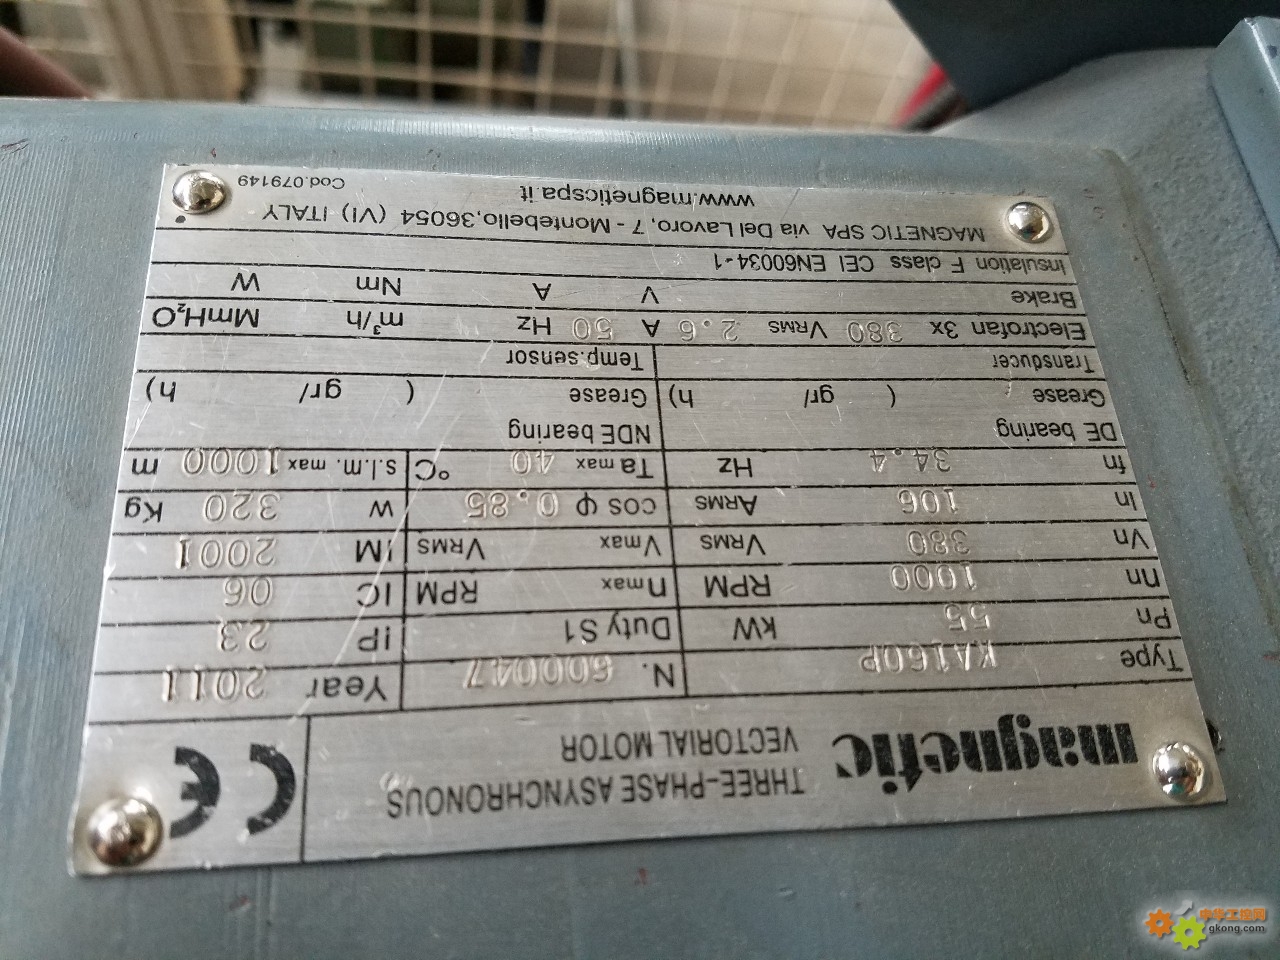 magnetic THREE-PHASE ASYNCHRONOUS VECTORIAL MOTOR CE
Type KA160P N. 600047 Year 2011
Pn 55 kW Duty S1 IP 23
nn 1000 RPM nmax RPM IC 06
Vn 380 VRMS Vmax VRMS IM 2001
In 106 ARMS cos φ 0.85 W 320 Kg
fn 34.4 Hz Ta max 40 °C s.l.m. max 1000 m
DE bearing NDE bearing
Grease ( gr/ h) Grease ( gr/ h)
Transducer Temp.sensor
Electrofan 3x 380 VRMS 2.6 A 50 Hz m³/h MmH₂O
Brake V A Nm W
Insulation F class CEI EN60034-1
MAGNETIC SPA via Del Lavoro, 7 - Montebello,36054 (VI) ITALY
www.magneticspa.it Cod.079149
中华工控网
gkong.com